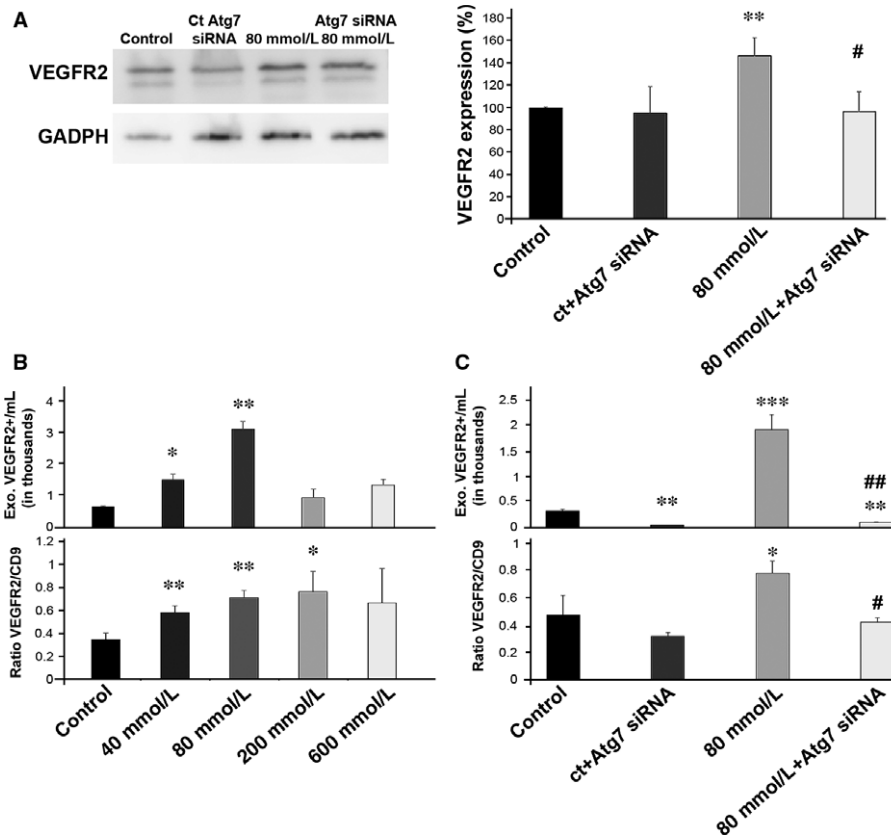 A
Ct Atg7 Atg7 siRNA
Control siRNA 80 mmol/L 80 mmol/L
VEGFR2
GADPH
VEGFR2 expression (%)
180
160
140
120
100
80
60
40
20
0
**
#
Control
ct+Atg7 siRNA
80 mmol/L
80 mmol/L+Atg7 siRNA
B
Exo. VEGFR2+/mL
(in thousands)
4
3
2
1
0
*
**
Ratio VEGFR2/CD9
1.2
1
0.8
0.6
0.4
0.2
0
**
**
*
Control
40 mmol/L
80 mmol/L
200 mmol/L
600 mmol/L
C
Exo. VEGFR2+/mL
(in thousands)
2.5
2
1.5
1
0.5
0
**
***
##
**
Ratio VEGFR2/CD9
1
0.8
0.6
0.4
0.2
0
*
#
Control
ct+Atg7 siRNA
80 mmol/L
80 mmol/L+Atg7 siRNA